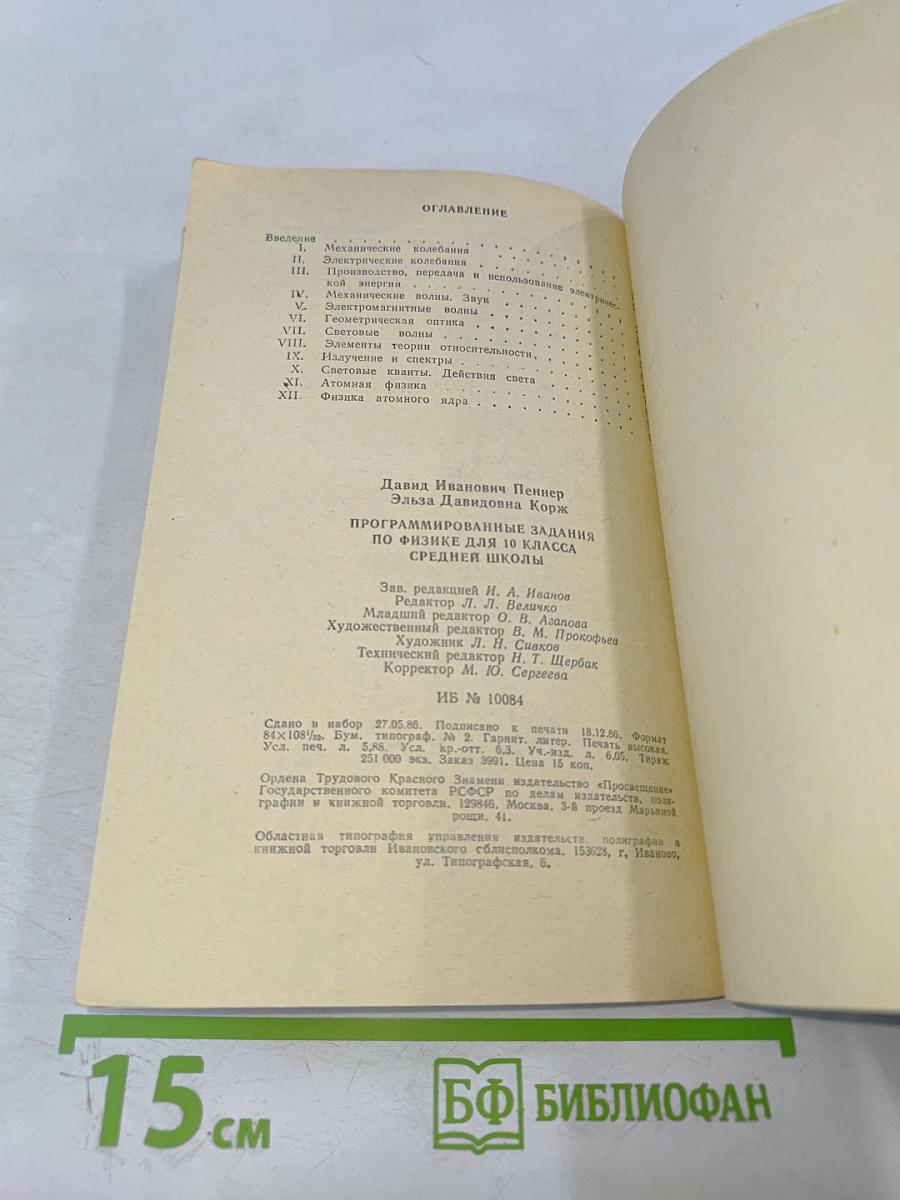 ОГЛАВЛЕНИЕ
Введение
I. Механические колебания
II. Электрические колебания
III. Производство, передача и использование электричес-
кой энергии
IV. Механические волны. Звук
V. Электромагнитные волны
VI. Геометрическая оптика
VII. Световые волны
VIII. Элементы теории относительности.
IX. Излучение и спектры
X. Световые кванты. Действия света
XI. Атомная физика
XII. Физика атомного ядра
Давид Иванович Пеннер
Эльза Давидовна Корж
ПРОГРАММИРОВАННЫЕ ЗАДАНИЯ
ПО ФИЗИКЕ ДЛЯ 10 КЛАССА
СРЕДНЕЙ ШКОЛЫ
Зав. редакцией И. А. Иванов
Редактор Л. Л. Величко
Младший редактор О. В. Агапова
Художественный редактор В. М. Прокофьев
Художник Л. Н. Сивков
Технический редактор Н. Т. Щербак
Корректор М. Ю. Сергеева
ИБ № 10084
Сдано в набор 27.05.86. Подписано к печати 18.12.86. Формат
84×108¹/₃₂. Бум. типограф. № 2. Гарнит. литер. Печать высокая.
Усл. печ. л. 5,88. Усл. кр.-отт. 6,3. Уч.-изд. л. 6,05. Тираж
251 000 экз. Заказ 3991. Цена 15 коп.
Ордена Трудового Красного Знамени издательство «Просвещение»
Государственного комитета РСФСР по делам издательств, поли-
графии и книжной торговли. 129846, Москва, 3-й проезд Марьиной
рощи, 41.
Областная типография управления издательств, полиграфии и
книжной торговли Ивановского облисполкома. 153628, г. Иваново,
ул. Типографская, 6.
15 см
БФ БИБЛИОФАН